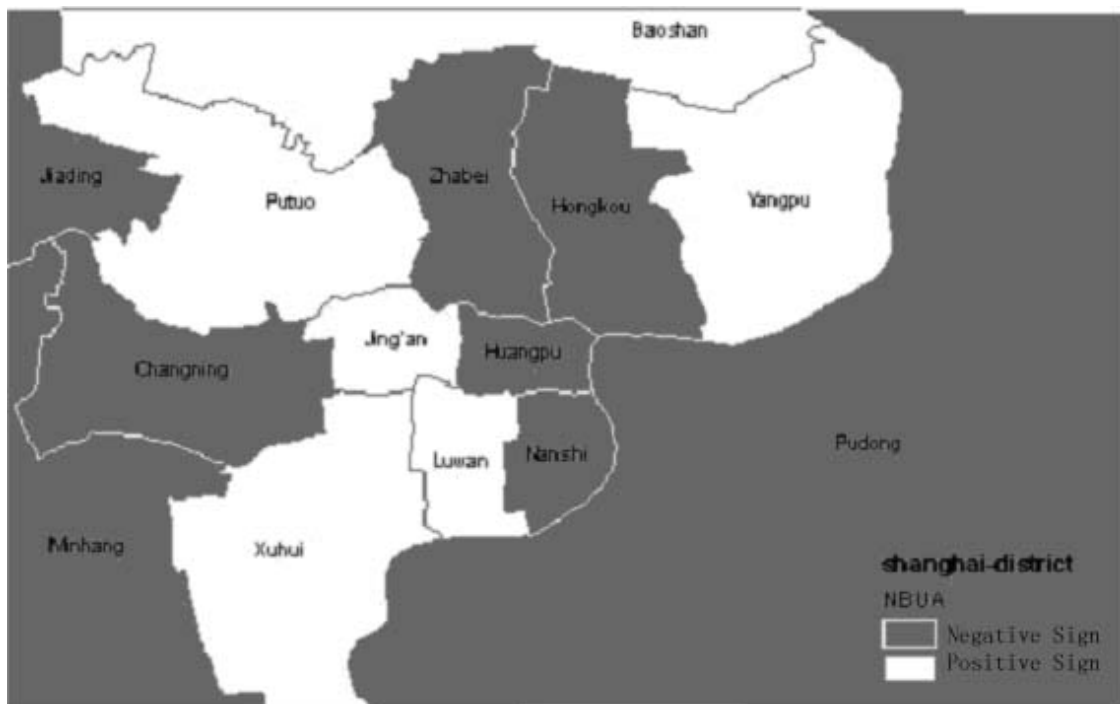 Baoshan
Jiading
Putuo
Zhabei
Hongkou
Yangpu
Changning
Jing'an
Huangpu
Pudong
Luwan
Nanshi
Minhang
Xuhui
shanghai-district
NBUA
Negative Sign
Positive Sign